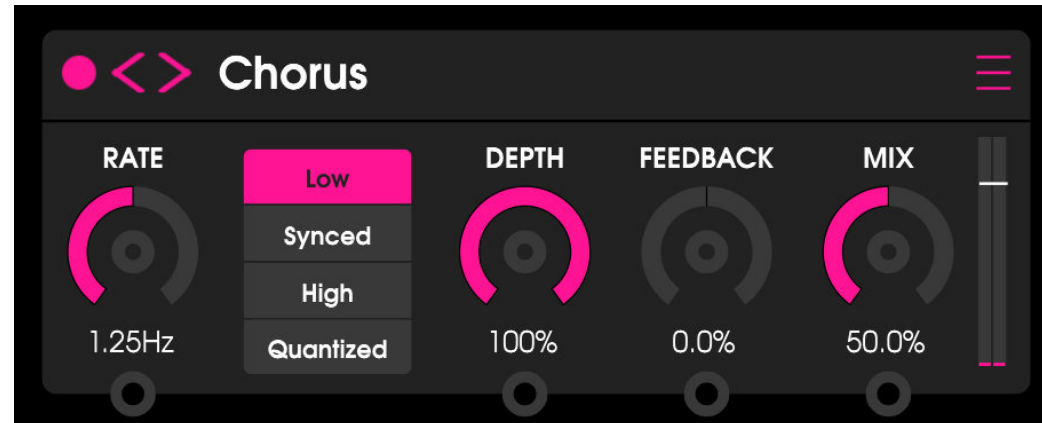 Chorus
RATE
Low
Synced
High
Quantized
1.25Hz
DEPTH
100%
FEEDBACK
0.0%
MIX
50.0%